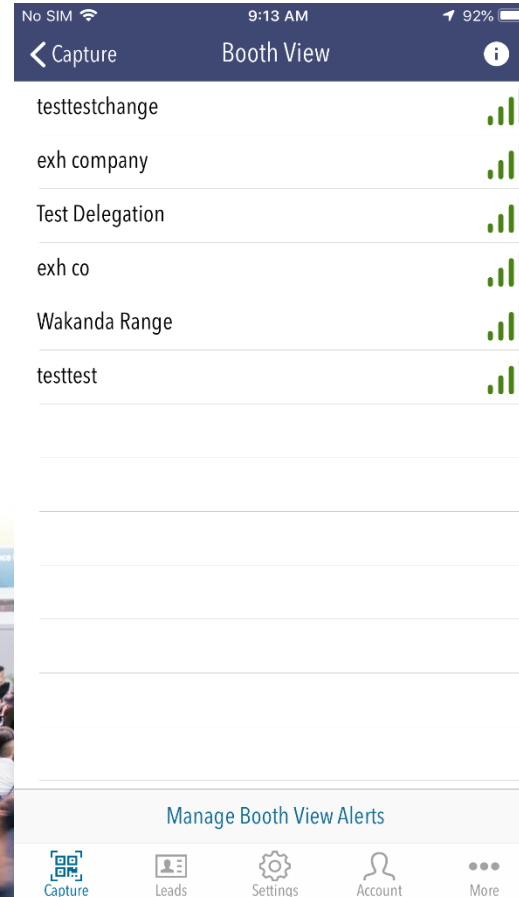 No SIM 9:13 AM 92%
Capture Booth View
testtestchange
exh company
Test Delegation
exh co
Wakanda Range
testtest
Manage Booth View Alerts
Capture Leads Settings Account More